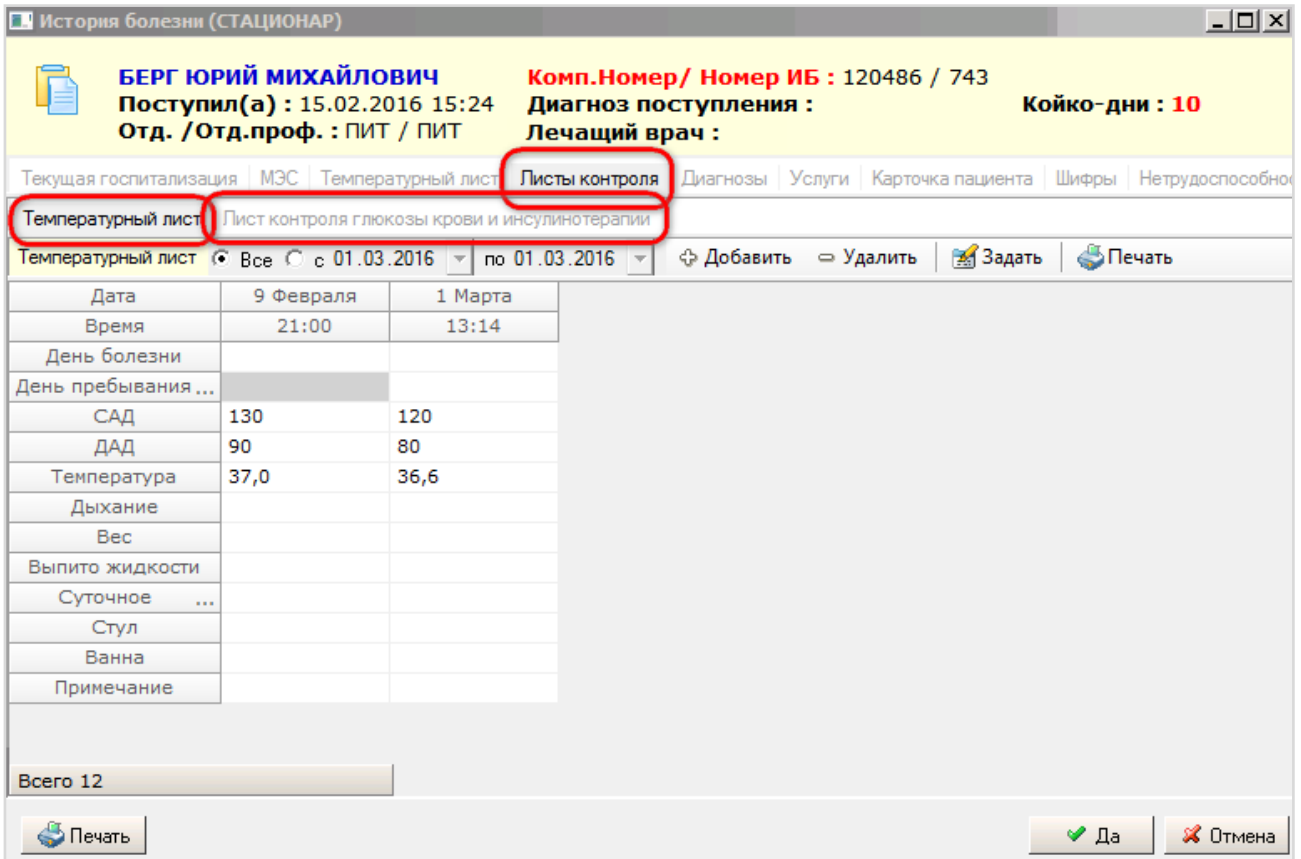 История болезни (СТАЦИОНАР)
БЕРГ ЮРИЙ МИХАЙЛОВИЧ Комп.Номер/ Номер ИБ : 120486 / 743
Поступил(а) : 15.02.2016 15:24 Диагноз поступления : Койко-дни : 10
Отд. /Отд.проф. : ПИТ / ПИТ Лечащий врач :
Текущая госпитализация МЭС Температурный лист Листы контроля Диагнозы Услуги Карточка пациента Шифры Нетрудоспособно
Температурный лист Лист контроля глюкозы крови и инсулинотерапии
Температурный лист Все с 01.03.2016 по 01.03.2016 Добавить Удалить Задать Печать
Дата 9 Февраля 1 Марта
Время 21:00 13:14
День болезни
День пребывания ...
САД 130 120
ДАД 90 80
Температура 37,0 36,6
Дыхание
Вес
Выпито жидкости
Суточное ...
Стул
Ванна
Примечание
Всего 12
Печать Да Отмена